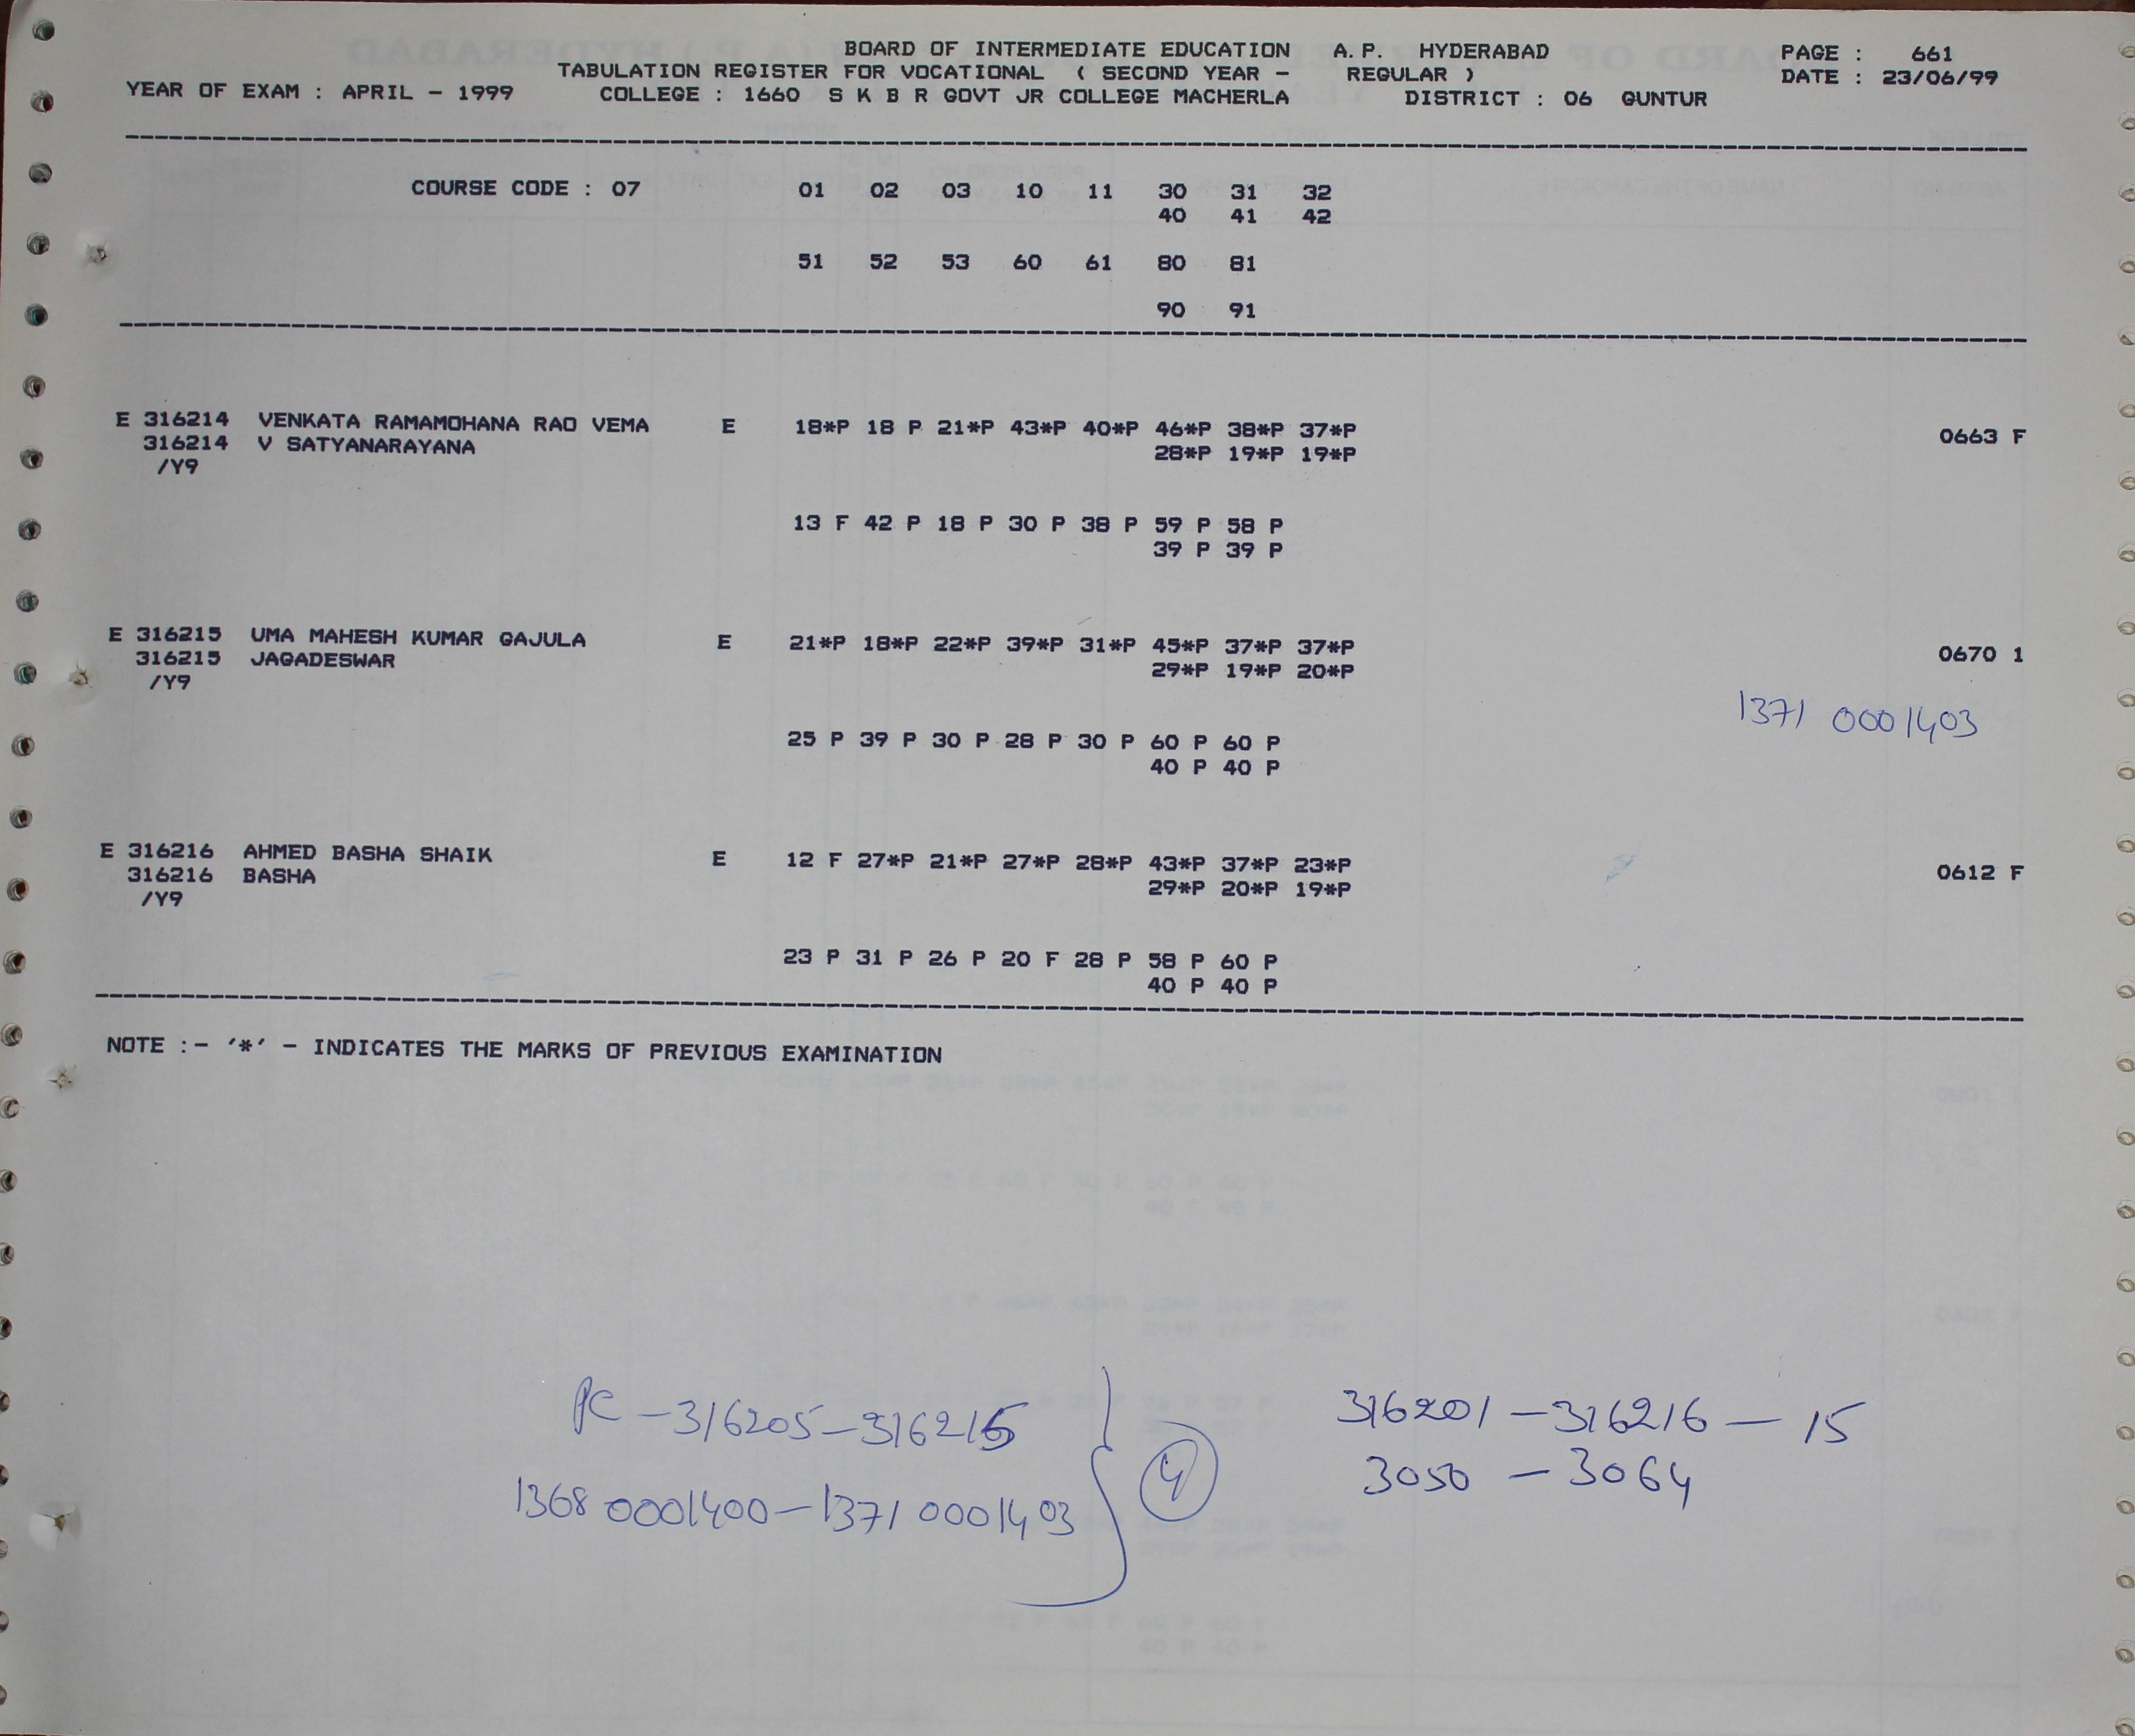 BOARD OF INTERMEDIATE EDUCATION A.P. HYDERABAD PAGE : 661
TABULATION REGISTER FOR VOCATIONAL ( SECOND YEAR - REGULAR ) DATE : 23/06/99
YEAR OF EXAM : APRIL - 1999 COLLEGE : 1660 S K B R GOVT JR COLLEGE MACHERLA DISTRICT : 06 GUNTUR
COURSE CODE : 07 01 02 03 10 11 30 31 32
40 41 42
51 52 53 60 61 80 81
90 91
E 316214 VENKATA RAMAMOHANA RAO VEMA E 18*P 18 P 21*P 43*P 40*P 46*P 38*P 37*P 0663 F
316214 V SATYANARAYANA 28*P 19*P 19*P
/Y9
13 F 42 P 18 P 30 P 38 P 59 P 58 P
39 P 39 P
E 316215 UMA MAHESH KUMAR GAJULA E 21*P 18*P 22*P 39*P 31*P 45*P 37*P 37*P 0670 1
316215 JAGADESWAR 29*P 19*P 20*P
/Y9
1371 0001403
25 P 39 P 30 P 28 P 30 P 60 P 60 P
40 P 40 P
E 316216 AHMED BASHA SHAIK E 12 F 27*P 21*P 27*P 28*P 43*P 37*P 23*P 0612 F
316216 BASHA 29*P 20*P 19*P
/Y9
23 P 31 P 26 P 20 F 28 P 58 P 60 P
40 P 40 P
NOTE :- '*' - INDICATES THE MARKS OF PREVIOUS EXAMINATION
PC - 316205 - 316215
1368 0001400 - 1371 0001403
4
316201 - 316216 - 15
3050 - 3064